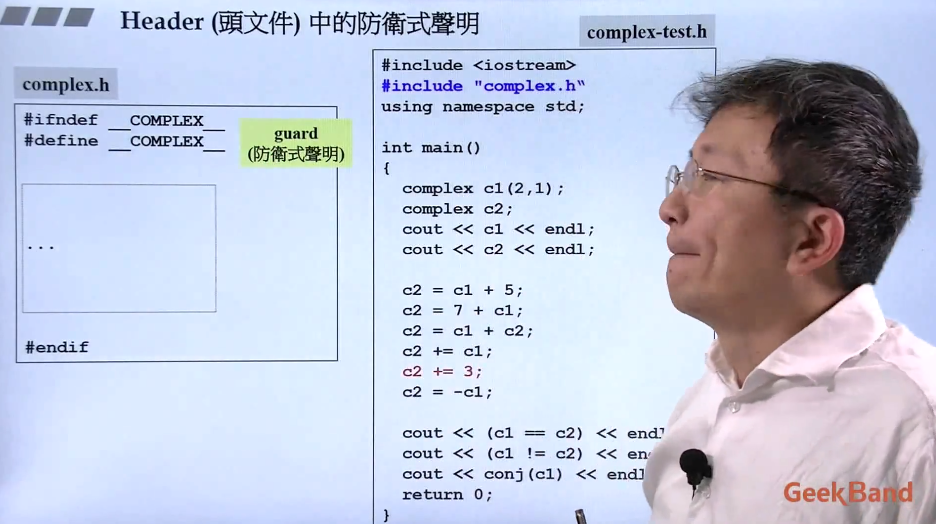 Header (頭文件) 中的防衛式聲明
complex.h
#ifndef __COMPLEX__
#define __COMPLEX__
guard
(防衛式聲明)
...
#endif
complex-test.h
#include <iostream>
#include "complex.h“
using namespace std;
int main()
{
complex c1(2,1);
complex c2;
cout << c1 << endl;
cout << c2 << endl;
c2 = c1 + 5;
c2 = 7 + c1;
c2 = c1 + c2;
c2 += c1;
c2 += 3;
c2 = -c1;
cout << (c1 == c2) << endl
cout << (c1 != c2) << en
cout << conj(c1) << endl
return 0;
}
GeekBand